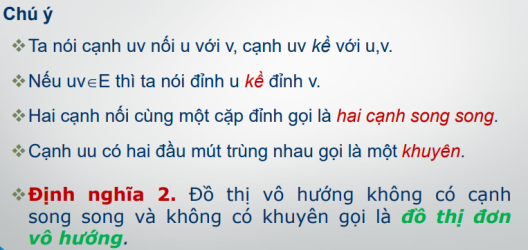 Chú ý
❖Ta nói cạnh uv nối u với v, cạnh uv kề với u,v.
❖Nếu uv∈E thì ta nói đỉnh u kề đỉnh v.
❖Hai cạnh nối cùng một cặp đỉnh gọi là hai cạnh song song.
❖Cạnh uu có hai đầu mút trùng nhau gọi là một khuyên.
❖Định nghĩa 2. Đồ thị vô hướng không có cạnh
song song và không có khuyên gọi là đồ thị đơn
vô hướng.